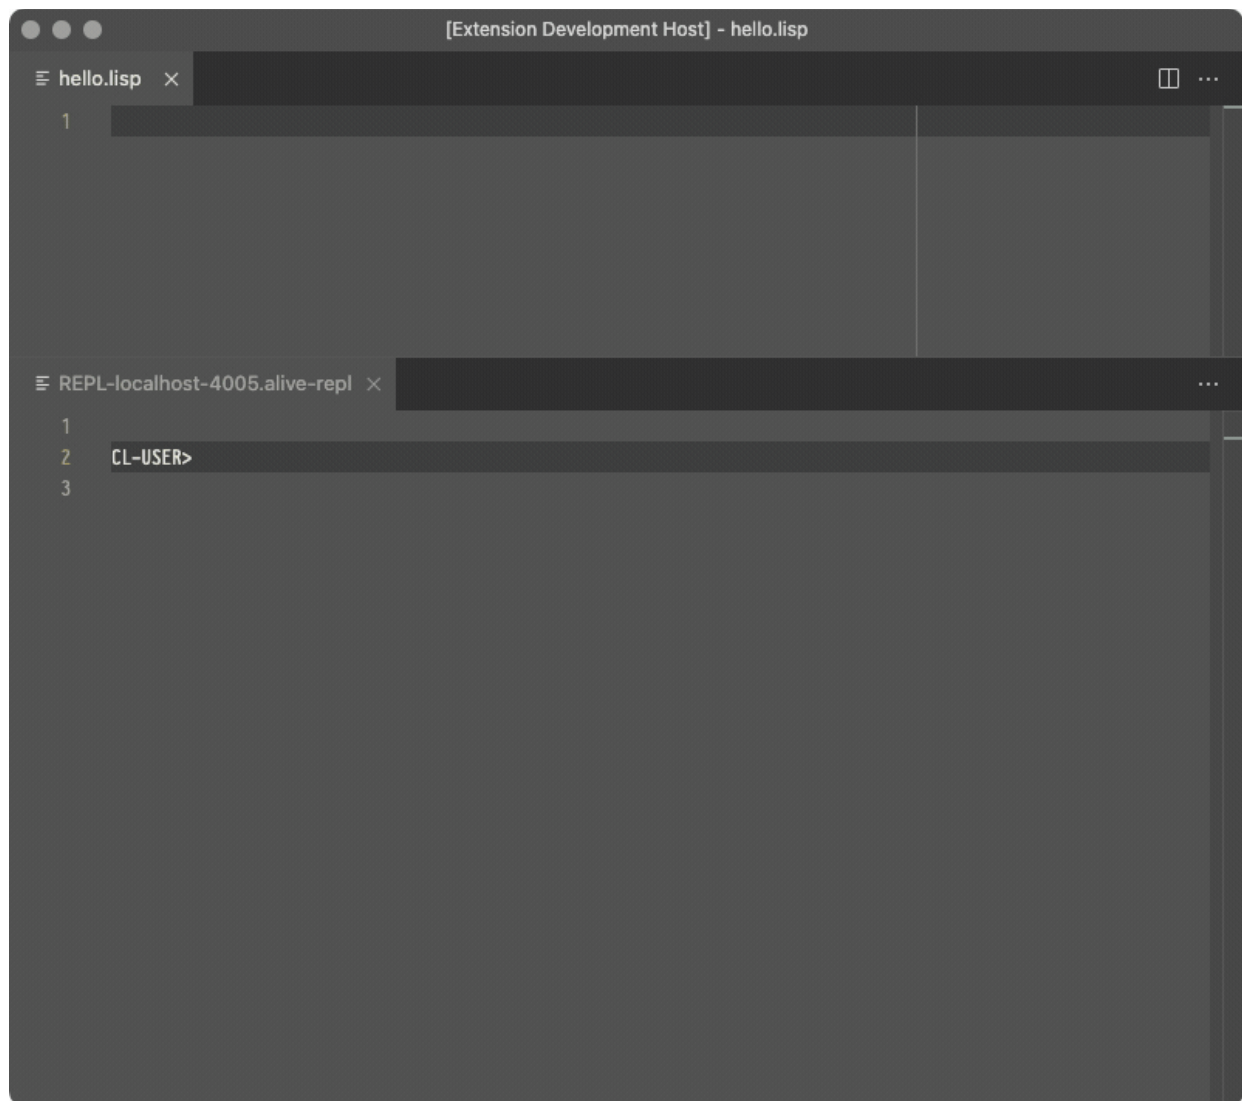 [Extension Development Host] - hello.lisp
hello.lisp
1
REPL-localhost-4005.alive-repl
1
2 CL-USER>
3